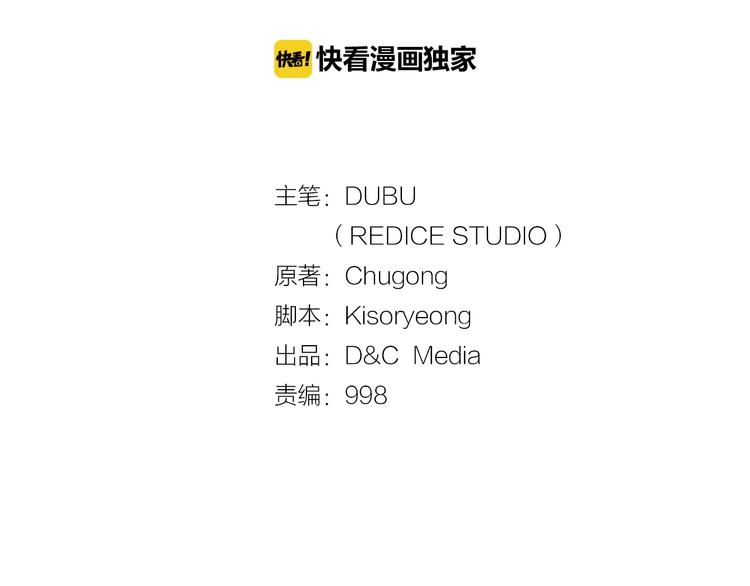 快看! 快看漫画独家
主笔：DUBU
（REDICE STUDIO）
原著：Chugong
脚本：Kisoryeong
出品：D&C Media
责编：998